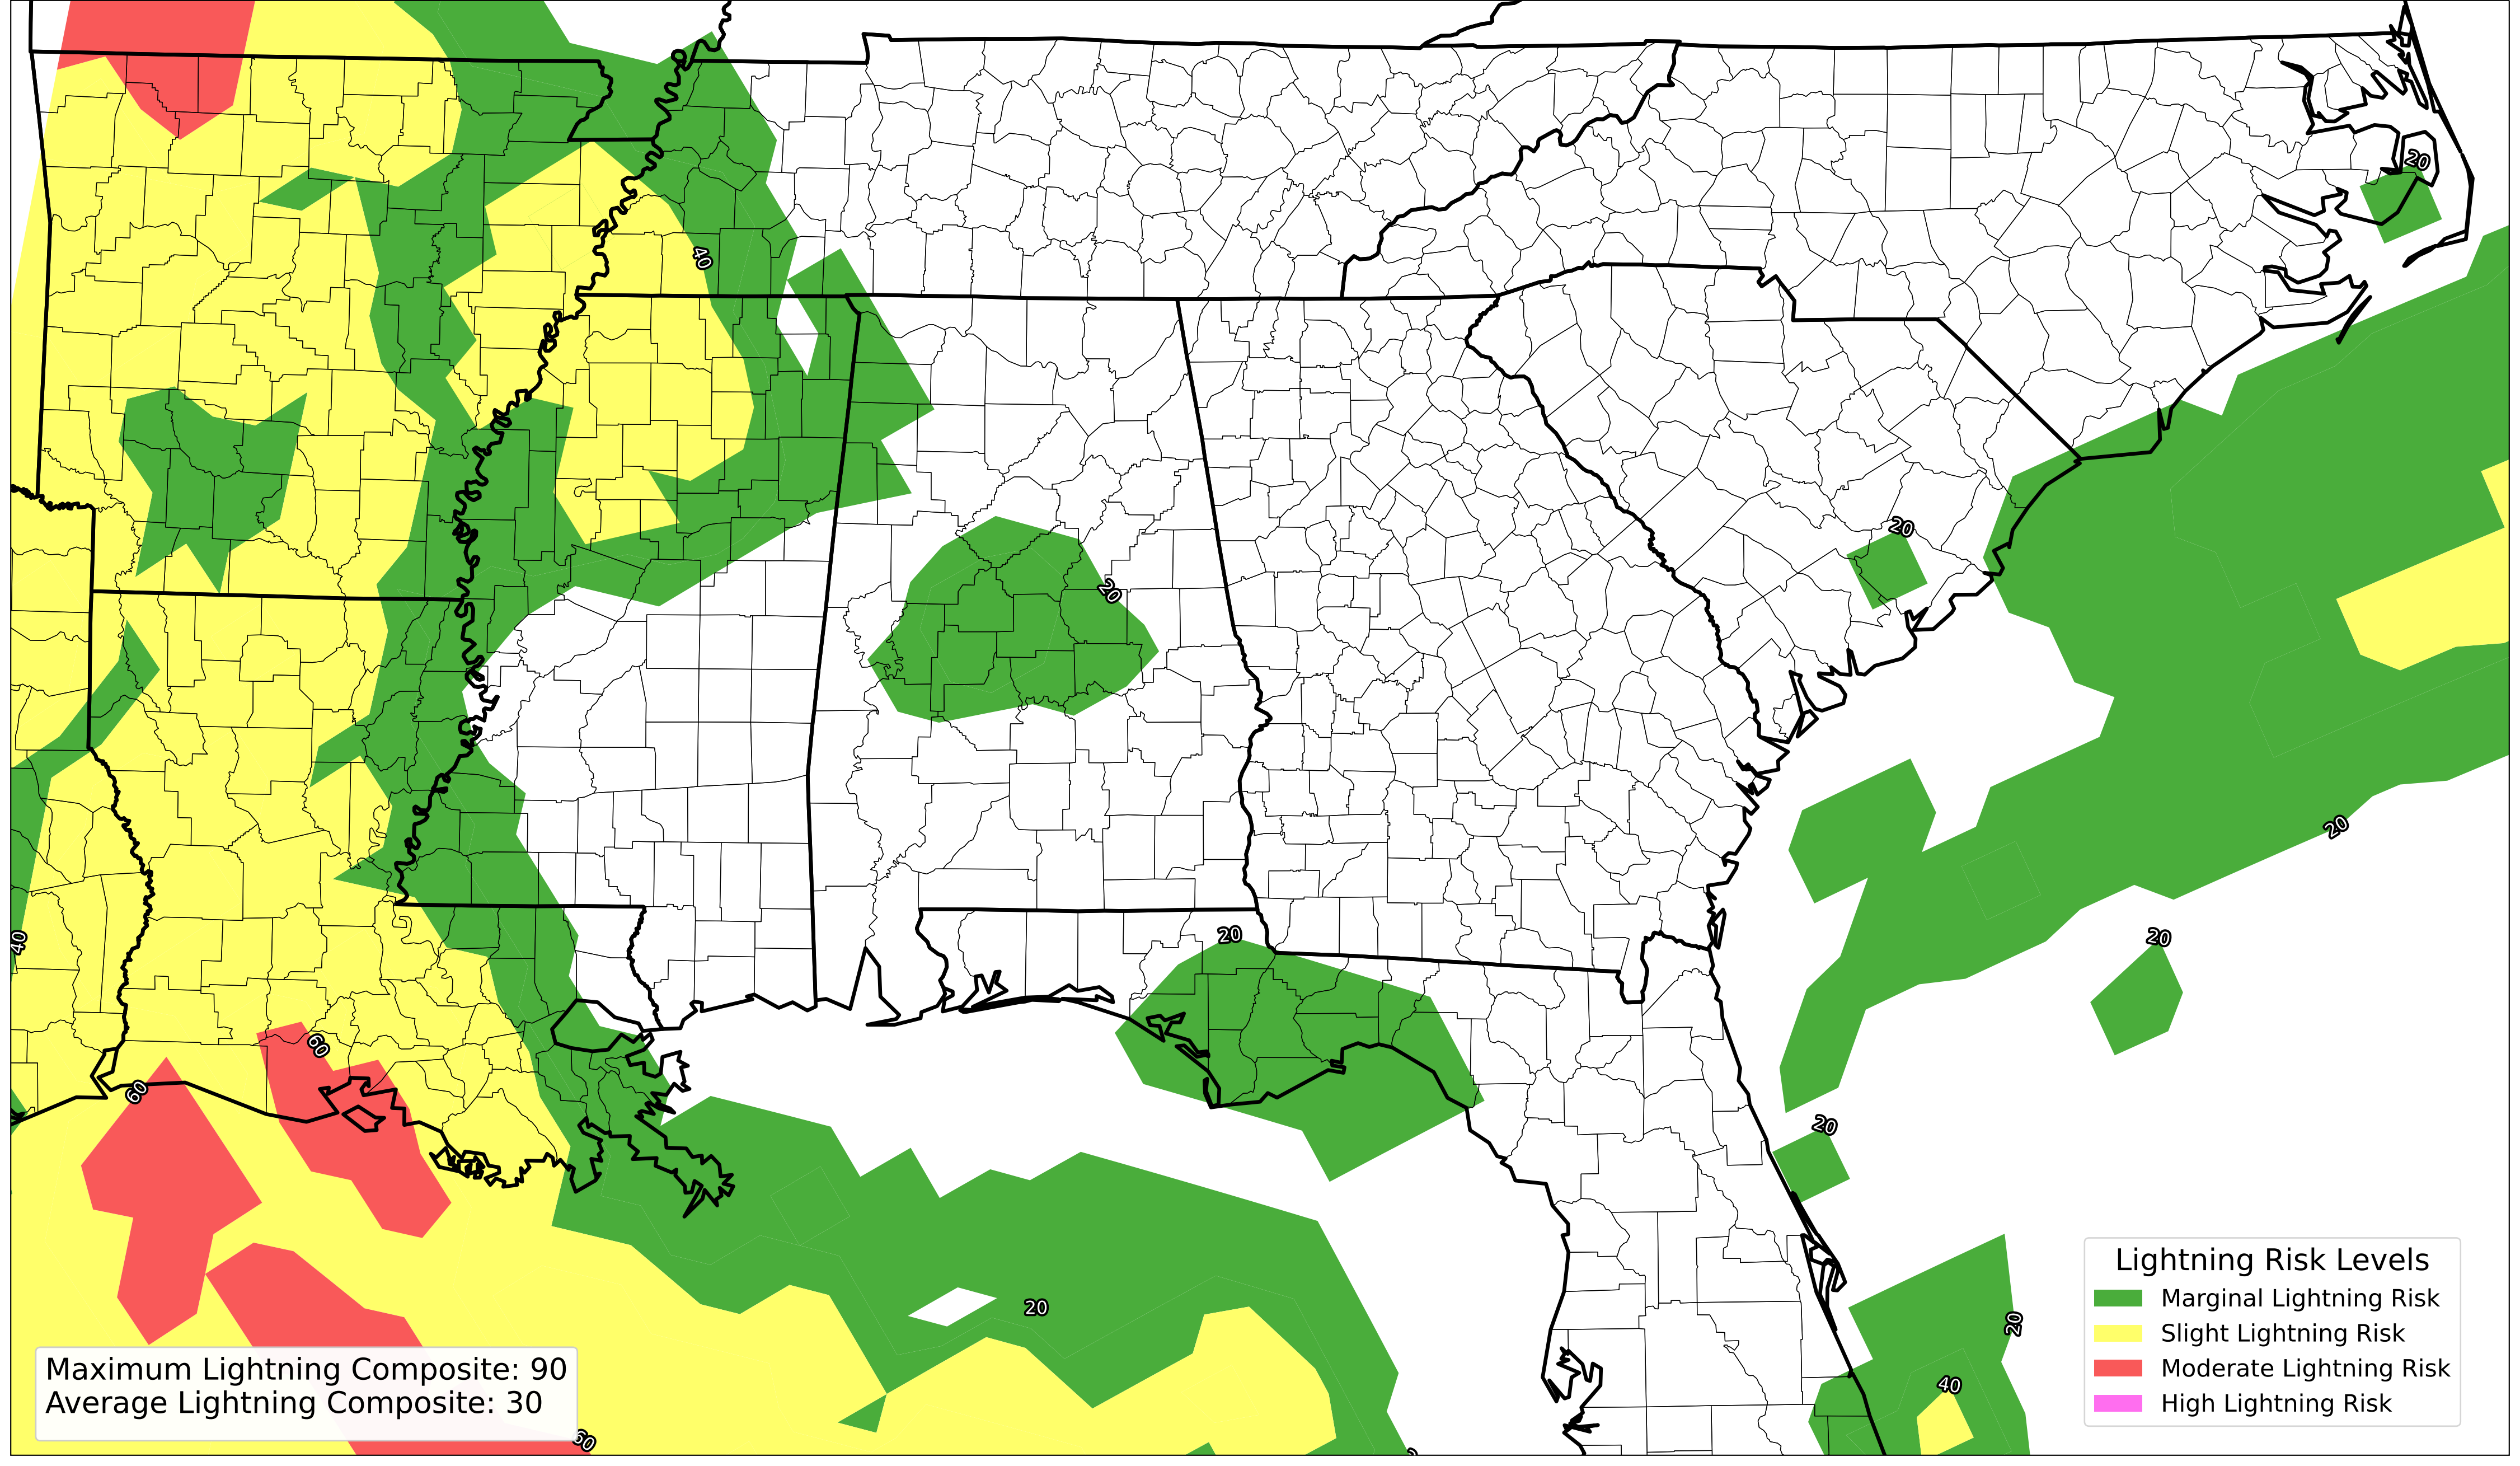 20
40
20
20
20
20
40
20
60
60
20
20
20
40
60
Lightning Risk Levels
Marginal Lightning Risk
Slight Lightning Risk
Moderate Lightning Risk
High Lightning Risk
Maximum Lightning Composite: 90
Average Lightning Composite: 30